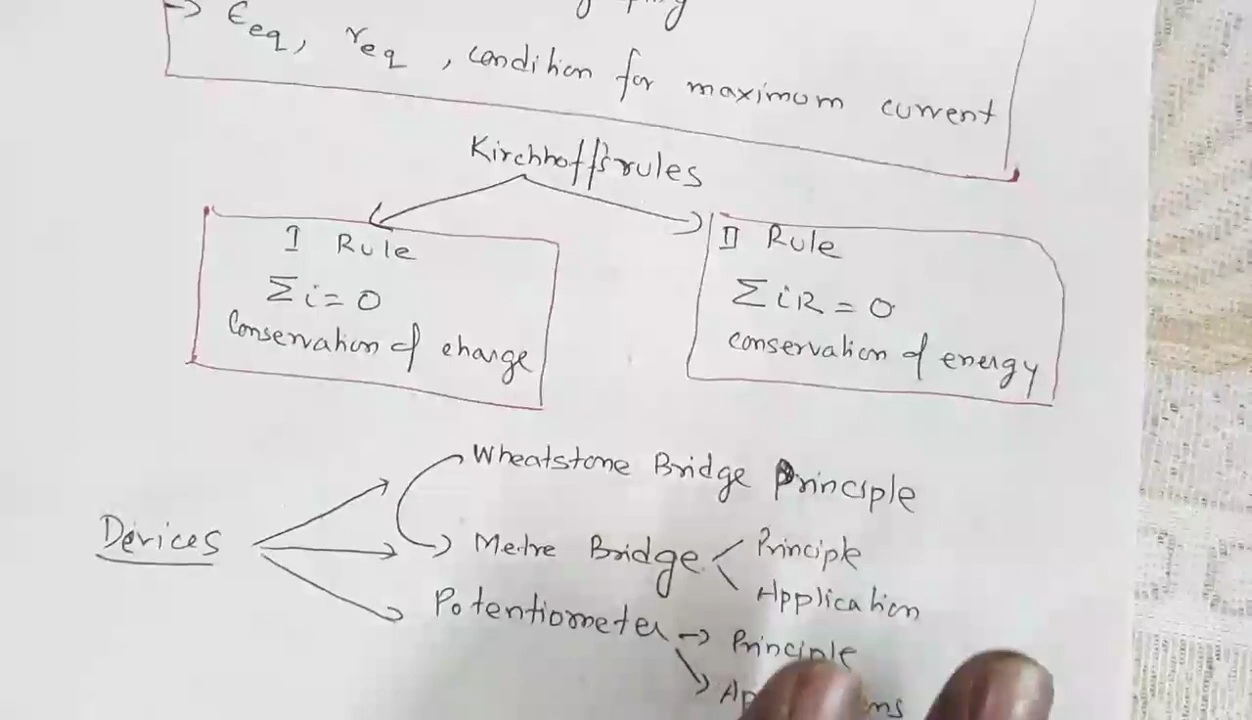 → Eeq, req, condition for maximum current
Kirchhoff's rules
I Rule
Σi=0
Conservation of charge
II Rule
ΣiR=0
conservation of energy
Devices
Wheatstone Bridge Principle
Metre Bridge
Principle
Application
Potentiometer → Principle